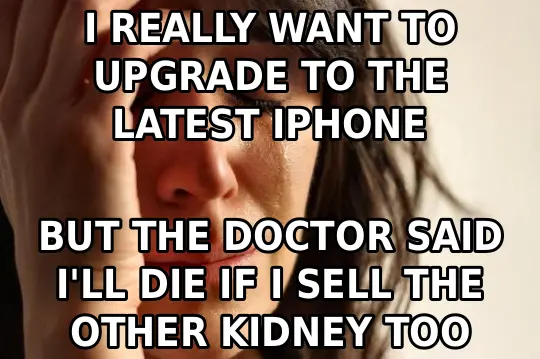 I REALLY WANT TO
UPGRADE TO THE
LATEST IPHONE
BUT THE DOCTOR SAID
I'LL DIE IF I SELL THE
OTHER KIDNEY TOO